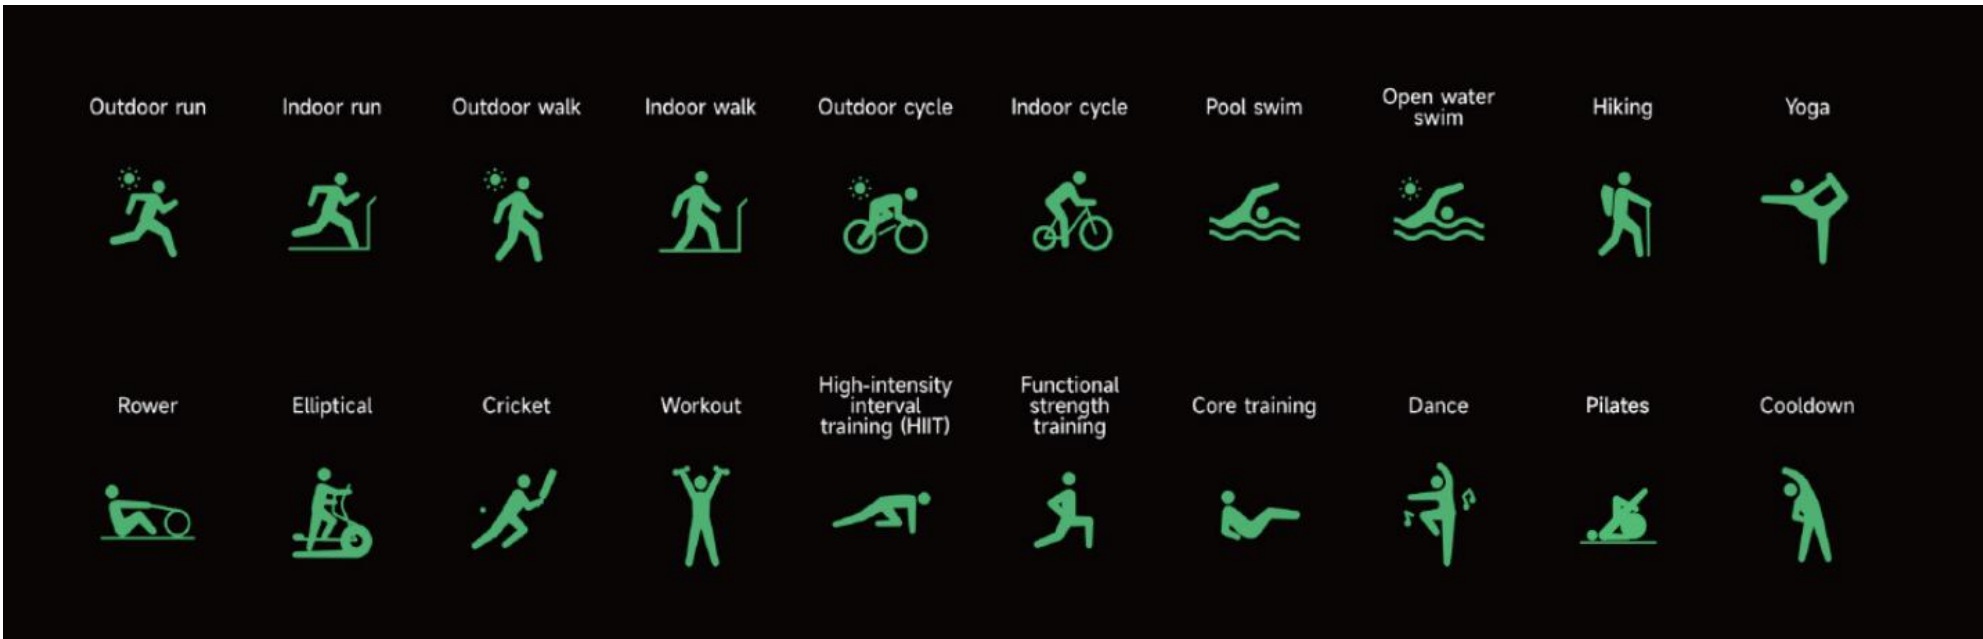 Outdoor run
Indoor run
Outdoor walk
Indoor walk
Outdoor cycle
Indoor cycle
Pool swim
Open water
swim
Hiking
Yoga
Rower
Elliptical
Cricket
Workout
High-intensity
interval
training (HIIT)
Functional
strength
training
Core training
Dance
Pilates
Cooldown